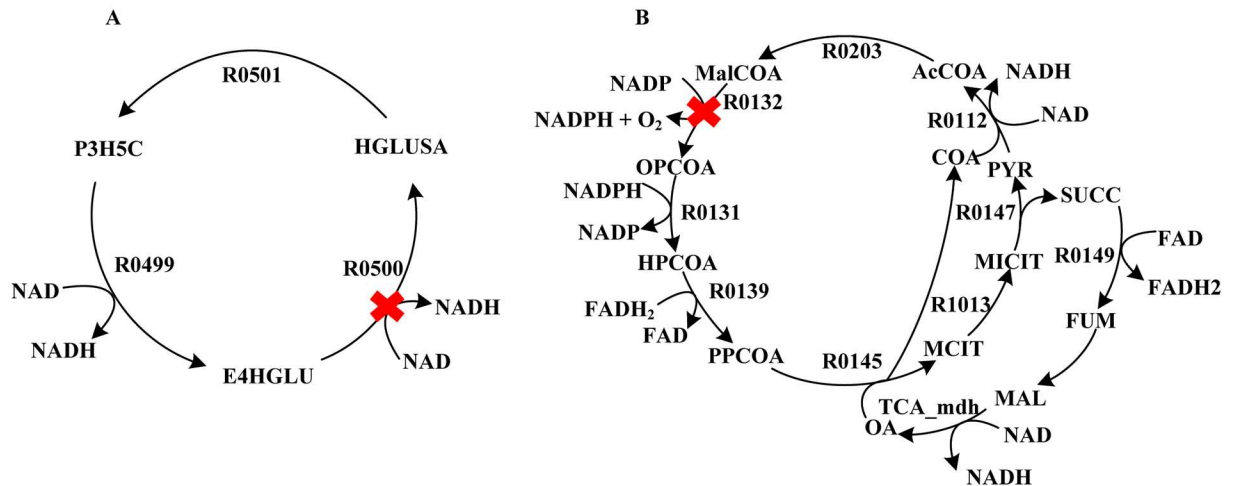 A
R0501
P3H5C
HGLUSA
R0499
R0500
NAD
NADH
NADH
NAD
E4HGLU
B
R0203
NADP
MalCOA
AcCOA
NADH
R0132
NADPH + O₂
R0112
NAD
OPCOA
COA
PYR
NADPH
R0131
R0147
SUCC
NADP
FAD
HPCOA
MICIT
R0149
R0139
FADH₂
R1013
FADH2
FAD
FUM
PPCOA
R0145
MCIT
TCA_mdh
MAL
OA
NAD
NADH